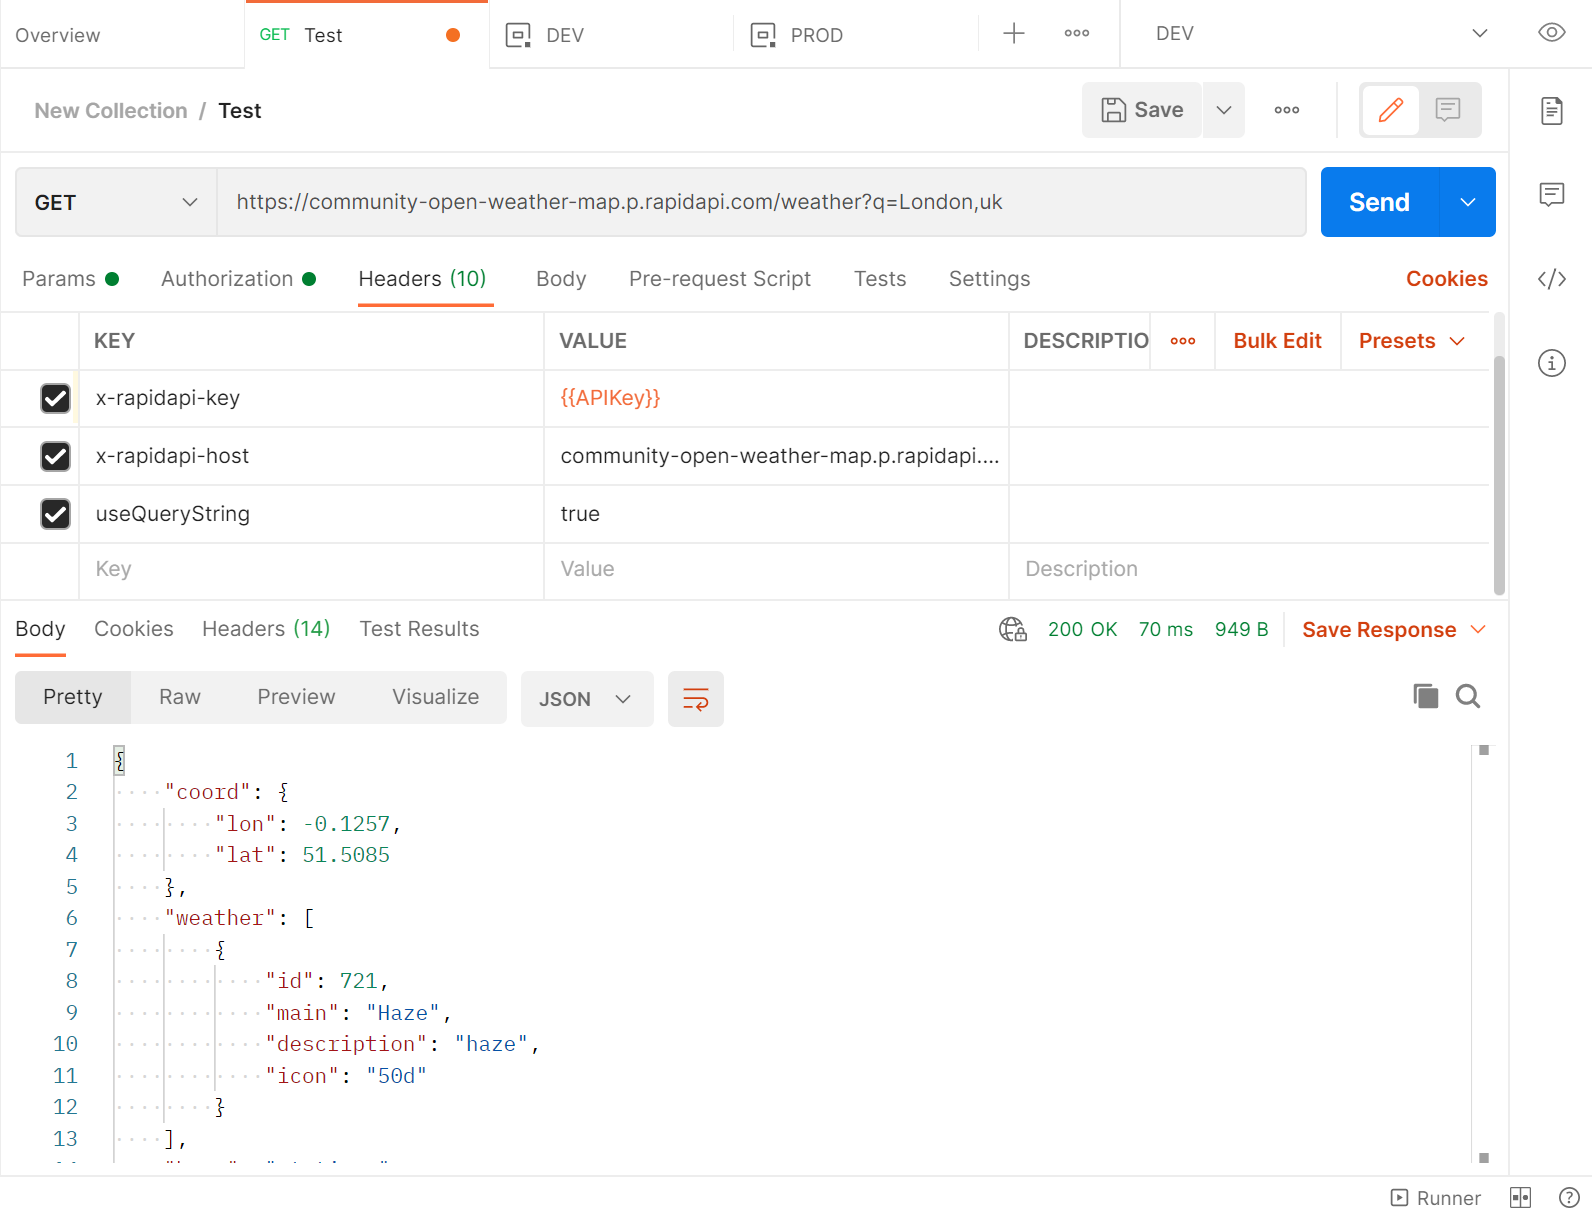 Overview GET Test DEV PROD DEV
New Collection / Test Save
GET https://community-open-weather-map.p.rapidapi.com/weather?q=London,uk Send
Params Authorization Headers (10) Body Pre-request Script Tests Settings Cookies
KEY VALUE DESCRIPTIO Bulk Edit Presets
x-rapidapi-key {{APIKey}}
x-rapidapi-host community-open-weather-map.p.rapidapi....
useQueryString true
Key Value Description
Body Cookies Headers (14) Test Results 200 OK 70 ms 949 B Save Response
Pretty Raw Preview Visualize JSON
1 {
2 "coord": {
3 "lon": -0.1257,
4 "lat": 51.5085
5 },
6 "weather": [
7 {
8 "id": 721,
9 "main": "Haze",
10 "description": "haze",
11 "icon": "50d"
12 }
13 ],
Runner